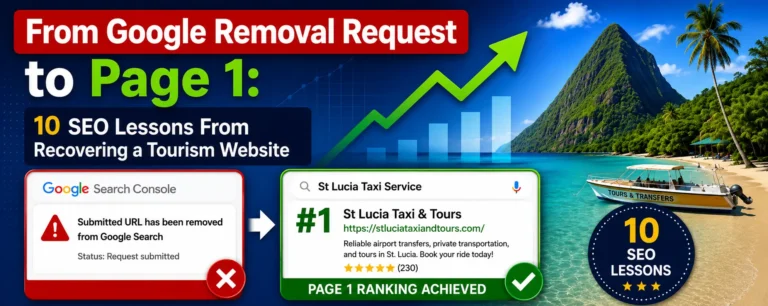 From Google Removal Request
to Page 1:
10 SEO Lessons From
Recovering a Tourism Website
Google Search Console
Submitted URL has been removed
from Google Search
Status: Request submitted
St Lucia Taxi Service
#1
St Lucia Taxi & Tours
https://stluciataxiandtours.com/
Reliable airport transfers, private transportation,
and tours in St. Lucia. Book your ride today!
(230)
PAGE 1 RANKING ACHIEVED
TOURS & TRANSFERS
10
SEO
LESSONS